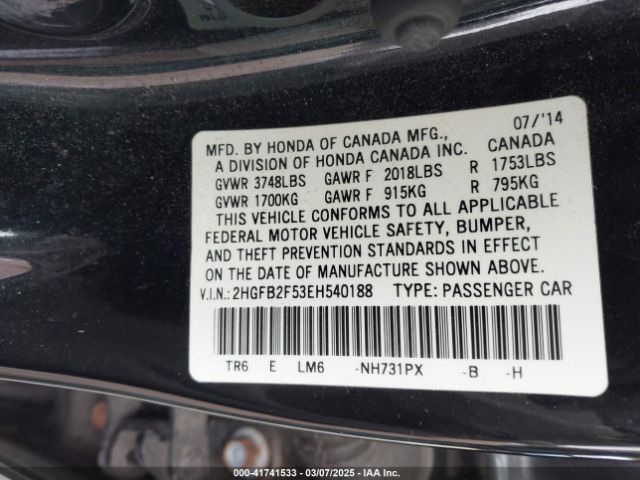 07/'14
MFD. BY HONDA OF CANADA MFG., CANADA
A DIVISION OF HONDA CANADA INC.
GVWR 3748LBS GAWR F 2018LBS R 1753LBS
GVWR 1700KG GAWR F 915KG R 795KG
THIS VEHICLE CONFORMS TO ALL APPLICABLE
FEDERAL MOTOR VEHICLE SAFETY, BUMPER,
AND THEFT PREVENTION STANDARDS IN EFFECT
ON THE DATE OF MANUFACTURE SHOWN ABOVE.
V.I.N.: 2HGFB2F53EH540188 TYPE: PASSENGER CAR
TR6 E LM6 -NH731PX -B -H
000-41741533 - 03/07/2025 - IAA Inc.